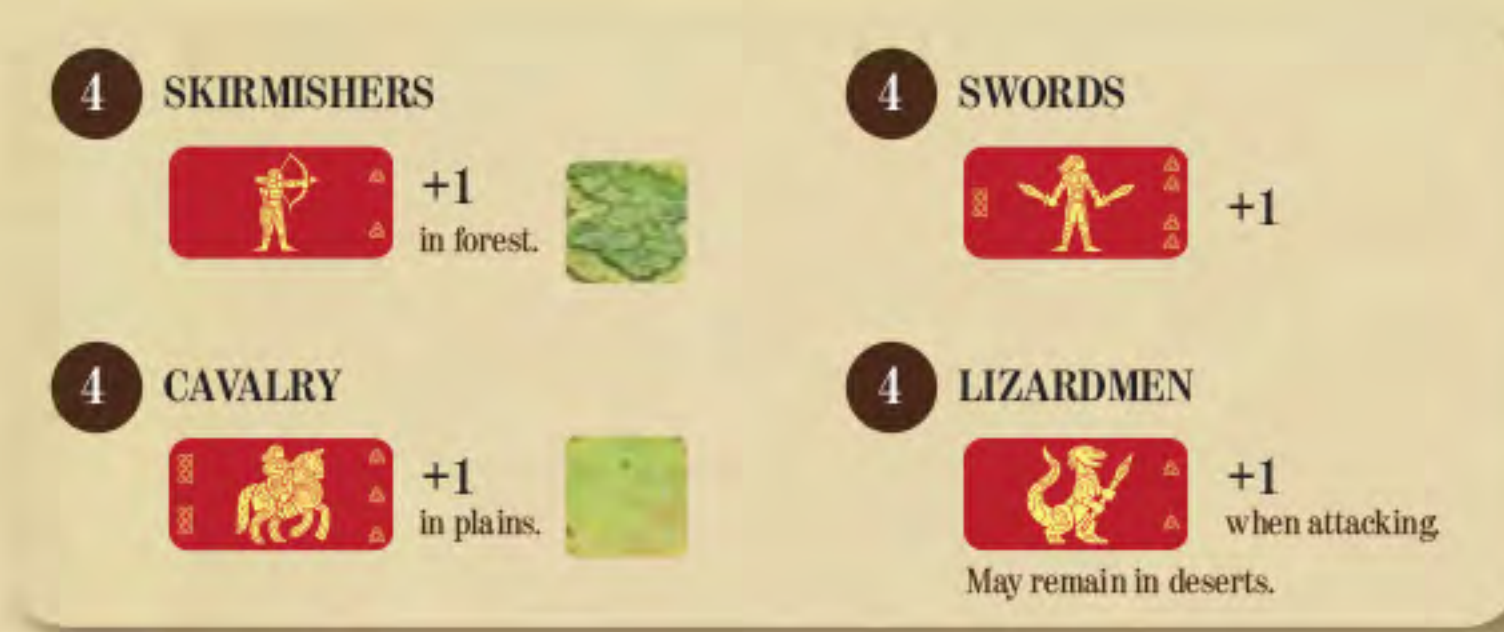 4 SKIRMISHERS
+1
in forest.
4 SWORDS
+1
4 CAVALRY
+1
in plains.
4 LIZARDMEN
+1
when attacking.
May remain in deserts.